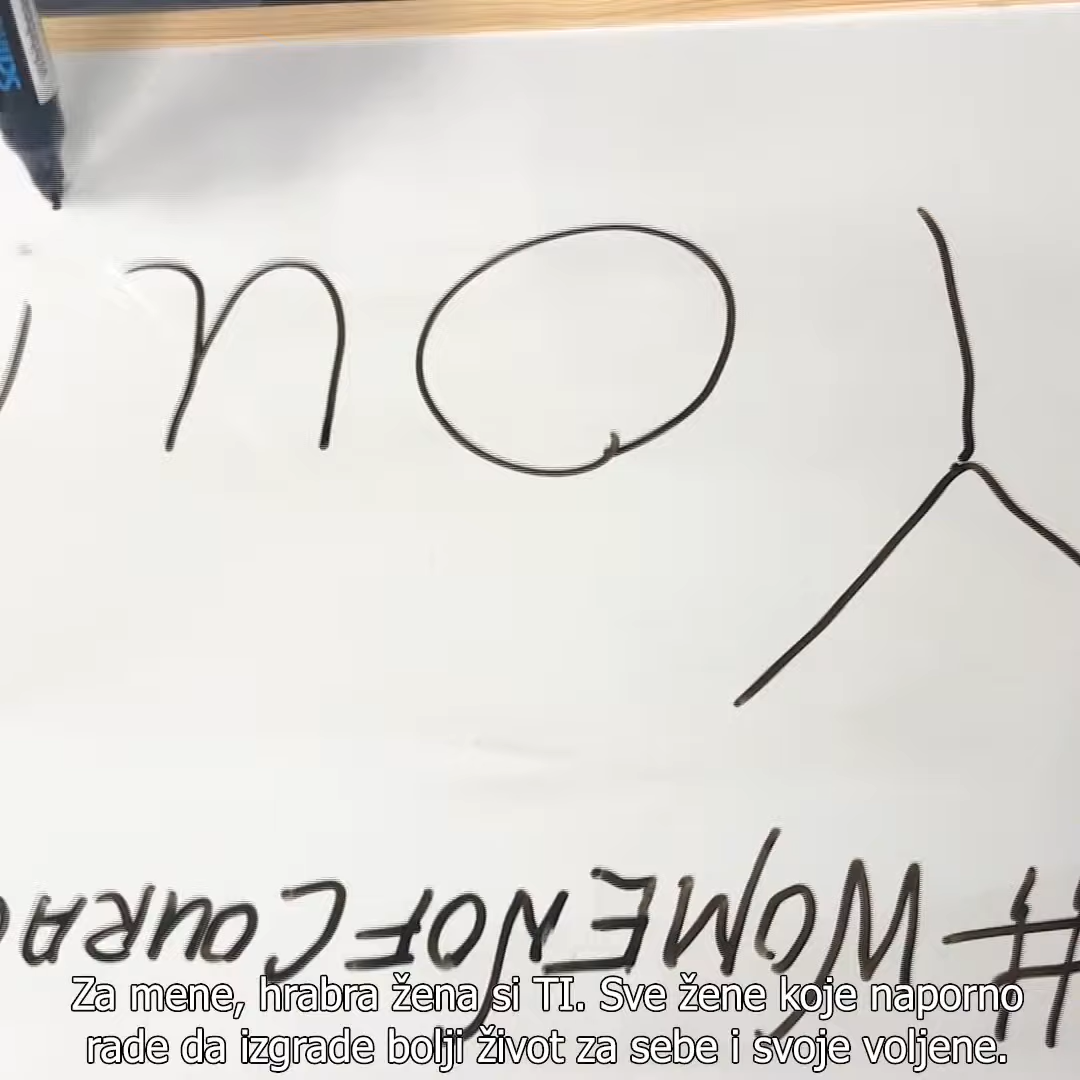 #WOMENOFCOURA
You
Za mene, hrabra žena si TI. Sve žene koje naporno
rade da izgrade bolji život za sebe i svoje voljene.